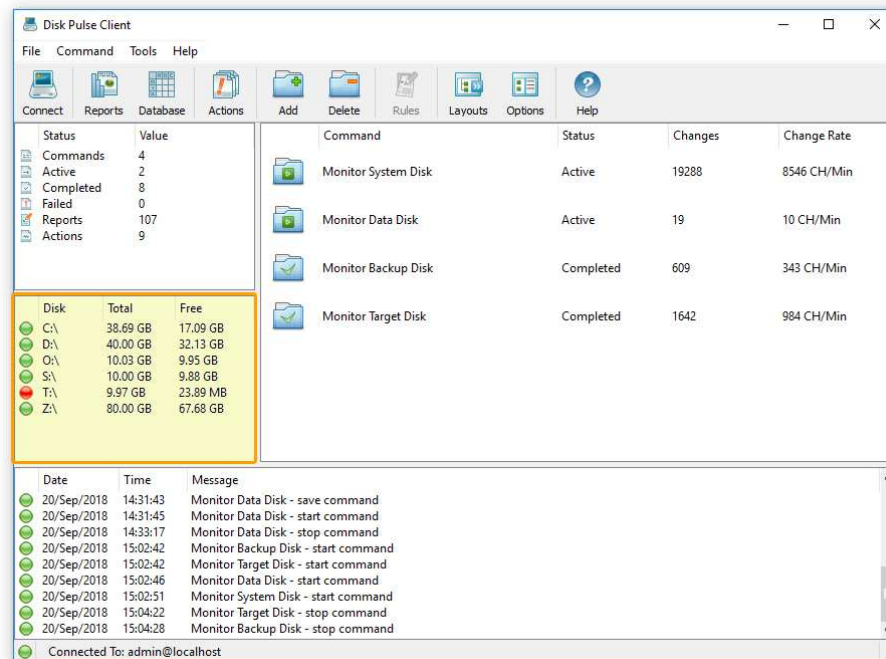 Disk Pulse Client
File Command Tools Help
Connect Reports Database Actions Add Delete Rules Layouts Options Help
Status Value
Commands 4
Active 2
Completed 8
Failed 0
Reports 107
Actions 9
Command Status Changes Change Rate
Monitor System Disk Active 19288 8546 CH/Min
Monitor Data Disk Active 19 10 CH/Min
Monitor Backup Disk Completed 609 343 CH/Min
Monitor Target Disk Completed 1642 984 CH/Min
Disk Total Free
C:\ 38.69 GB 17.09 GB
D:\ 40.00 GB 32.13 GB
O:\ 10.03 GB 9.95 GB
S:\ 10.00 GB 9.88 GB
T:\ 9.97 GB 23.89 MB
Z:\ 80.00 GB 67.68 GB
Date Time Message
20/Sep/2018 14:31:43 Monitor Data Disk - save command
20/Sep/2018 14:31:45 Monitor Data Disk - start command
20/Sep/2018 14:33:17 Monitor Data Disk - stop command
20/Sep/2018 15:02:42 Monitor Backup Disk - start command
20/Sep/2018 15:02:42 Monitor Target Disk - start command
20/Sep/2018 15:02:46 Monitor Data Disk - start command
20/Sep/2018 15:02:51 Monitor System Disk - start command
20/Sep/2018 15:04:22 Monitor Target Disk - stop command
20/Sep/2018 15:04:28 Monitor Backup Disk - stop command
Connected To: admin@localhost